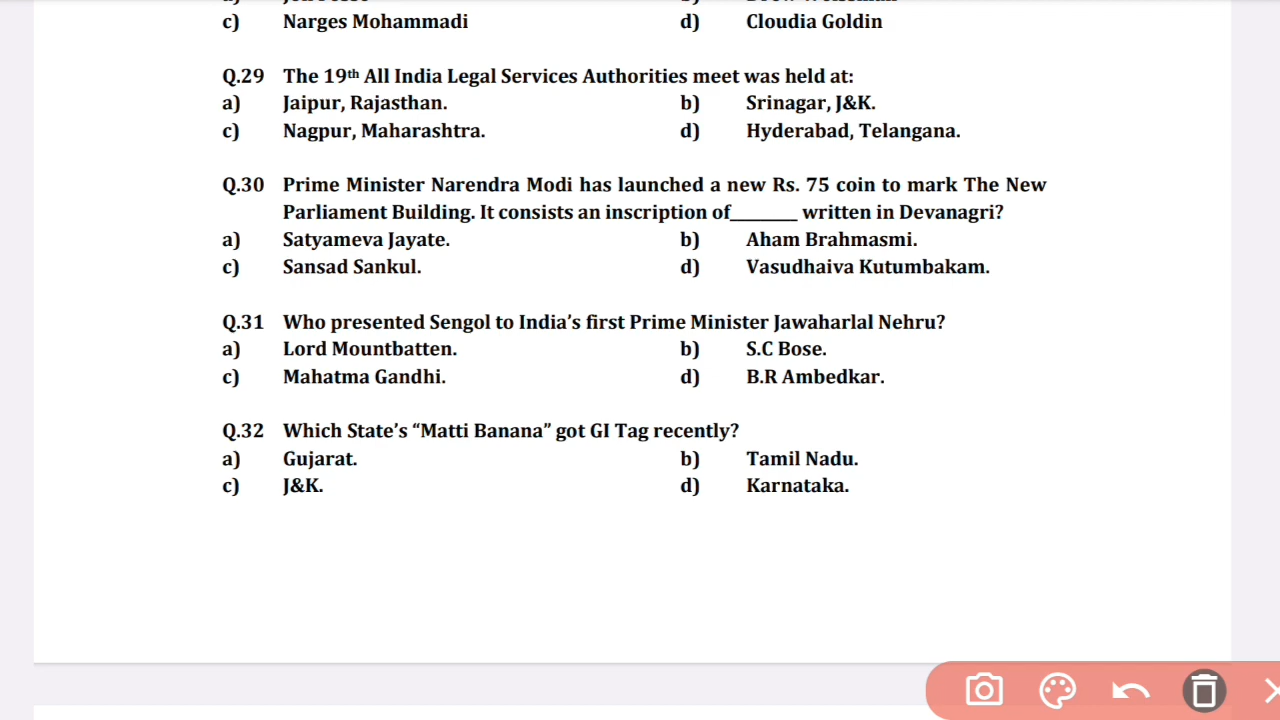 c) Narges Mohammadi d) Cloudia Goldin
Q.29 The 19th All India Legal Services Authorities meet was held at:
a) Jaipur, Rajasthan. b) Srinagar, J&K.
c) Nagpur, Maharashtra. d) Hyderabad, Telangana.
Q.30 Prime Minister Narendra Modi has launched a new Rs. 75 coin to mark The New
Parliament Building. It consists an inscription of_______ written in Devanagri?
a) Satyameva Jayate. b) Aham Brahmasmi.
c) Sansad Sankul. d) Vasudhaiva Kutumbakam.
Q.31 Who presented Sengol to India’s first Prime Minister Jawaharlal Nehru?
a) Lord Mountbatten. b) S.C Bose.
c) Mahatma Gandhi. d) B.R Ambedkar.
Q.32 Which State’s “Matti Banana” got GI Tag recently?
a) Gujarat. b) Tamil Nadu.
c) J&K. d) Karnataka.